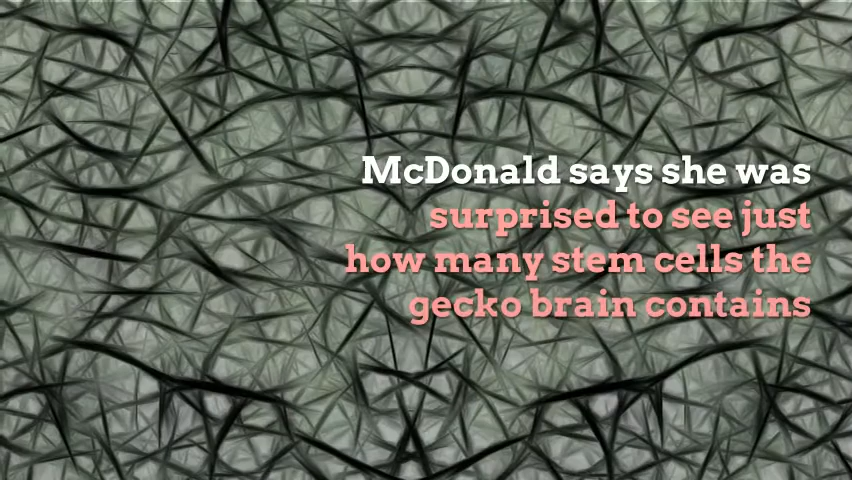 McDonald says she was
surprised to see just
how many stem cells the
gecko brain contains